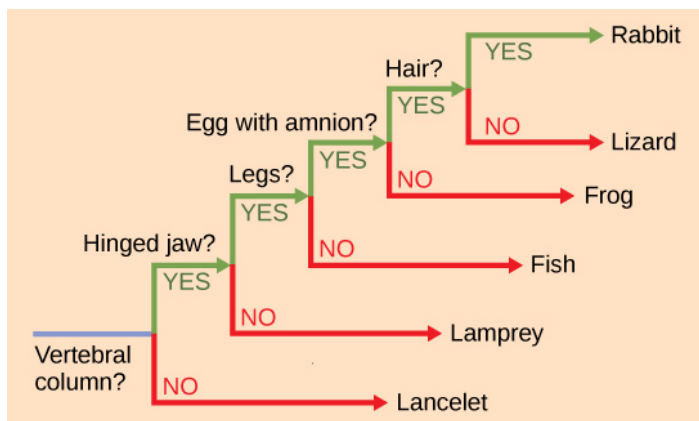 Rabbit
YES
Hair?
YES
NO
Lizard
Egg with amnion?
YES
NO
Frog
Legs?
YES
NO
Fish
Hinged jaw?
YES
NO
Lamprey
Vertebral
column?
NO
Lancelet